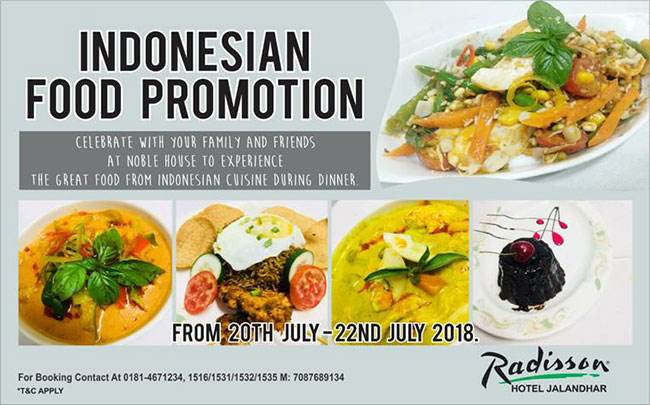 INDONESIAN
FOOD PROMOTION
CELEBRATE WITH YOUR FAMILY AND FRIENDS
AT NOBLE HOUSE TO EXPERIENCE
THE GREAT FOOD FROM INDONESIAN CUISINE DURING DINNER.
FROM 20TH JULY-22ND JULY 2018.
For Booking Contact At 0181-4671234, 1516/1531/1532/1535 M: 7087689134
*T&C APPLY
Radisson®
HOTEL JALANDHAR